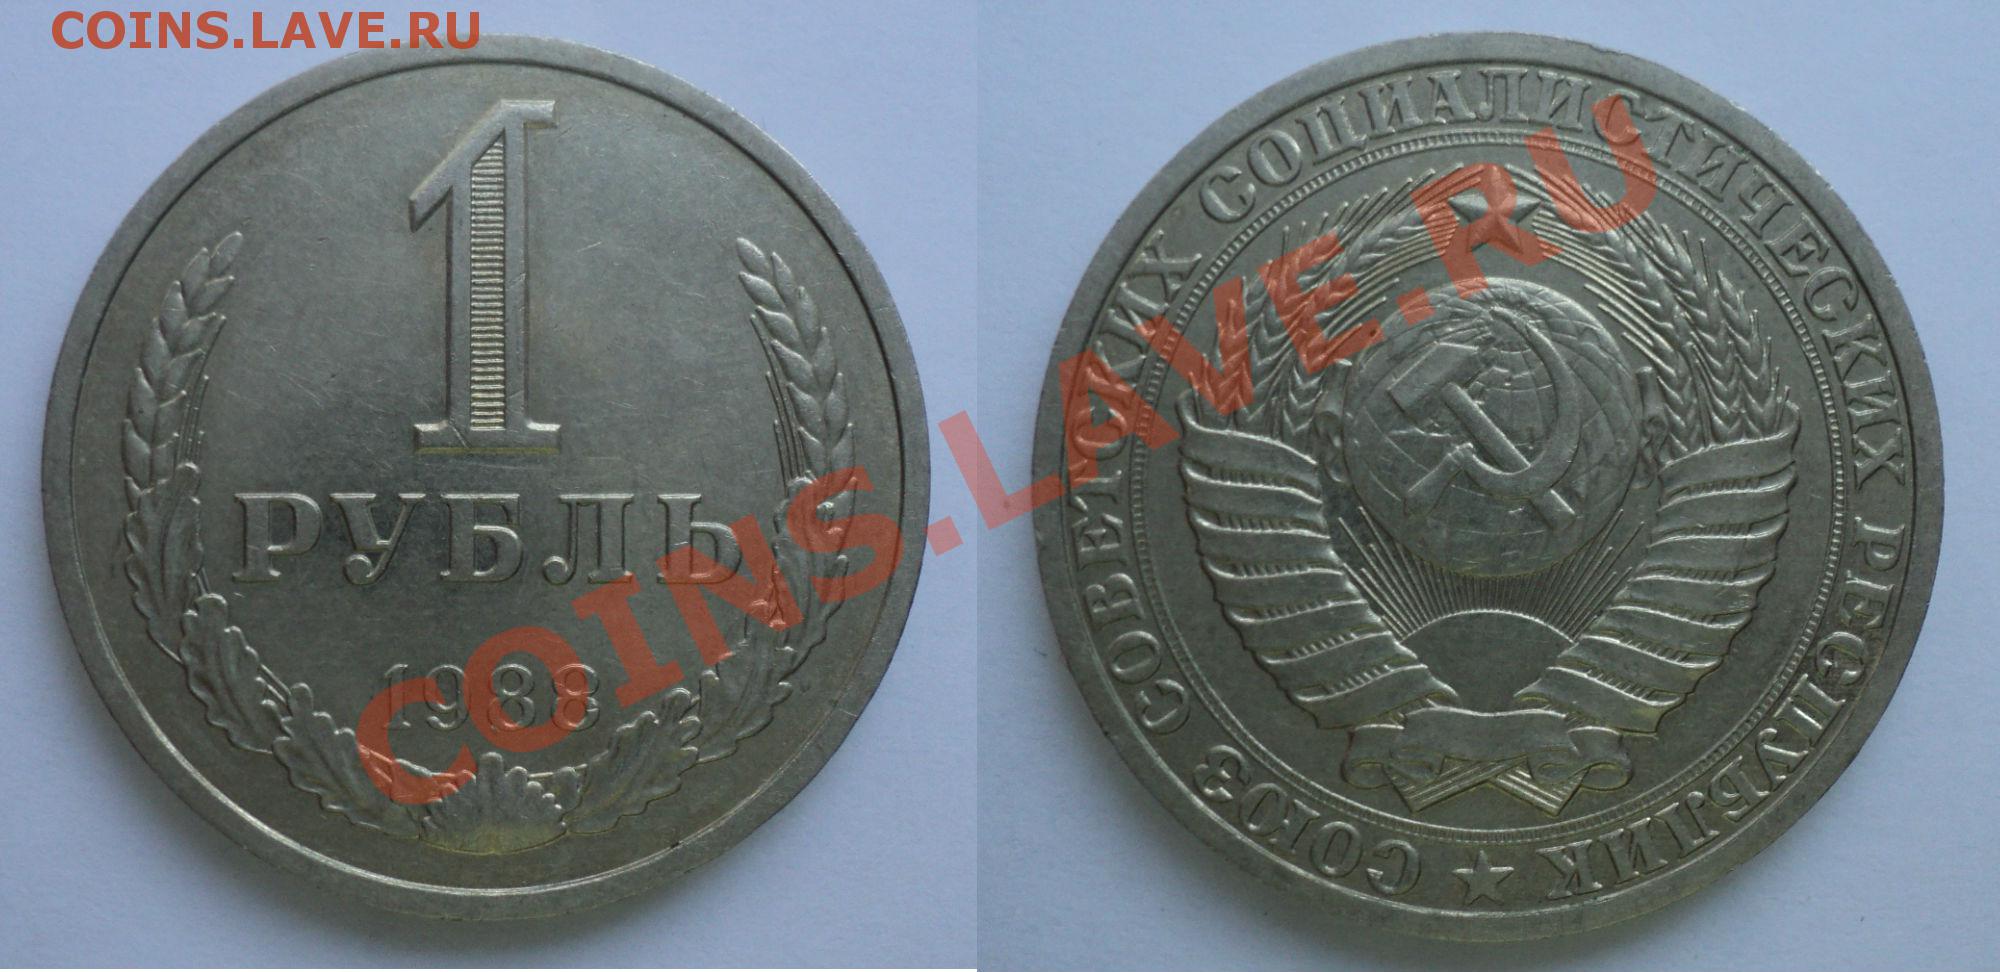 COINS.LAVE.RU
1
РУБЛЬ
1988
СОЮЗ СОВЕТСКИХ СОЦИАЛИСТИЧЕСКИХ РЕСПУБЛИК
COINS.LAVE.RU